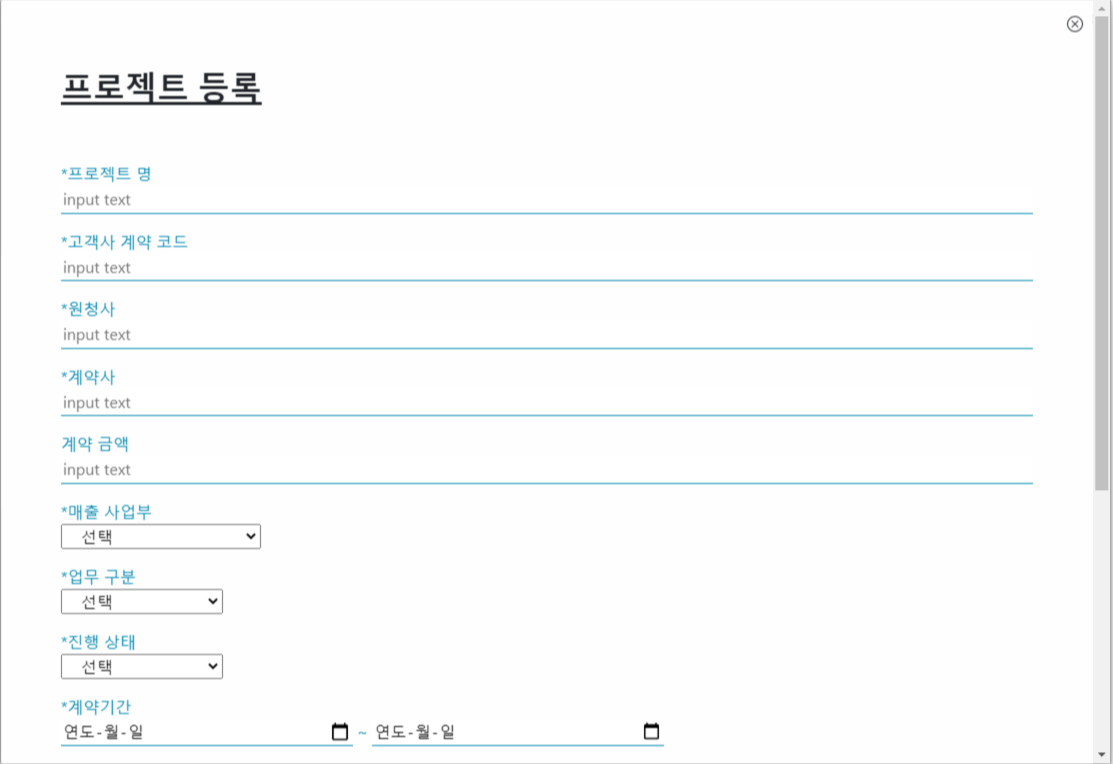 프로젝트 등록
*프로젝트 명
input text
*고객사 계약 코드
input text
*원청사
input text
*계약사
input text
계약 금액
input text
*매출 사업부
선택
*업무 구분
선택
*진행 상태
선택
*계약기간
연도-월-일 ~ 연도-월-일